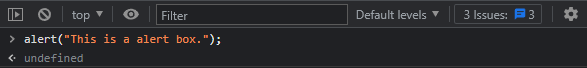 top Filter Default levels 3 Issues: 3
> alert("This is a alert box.");
undefined